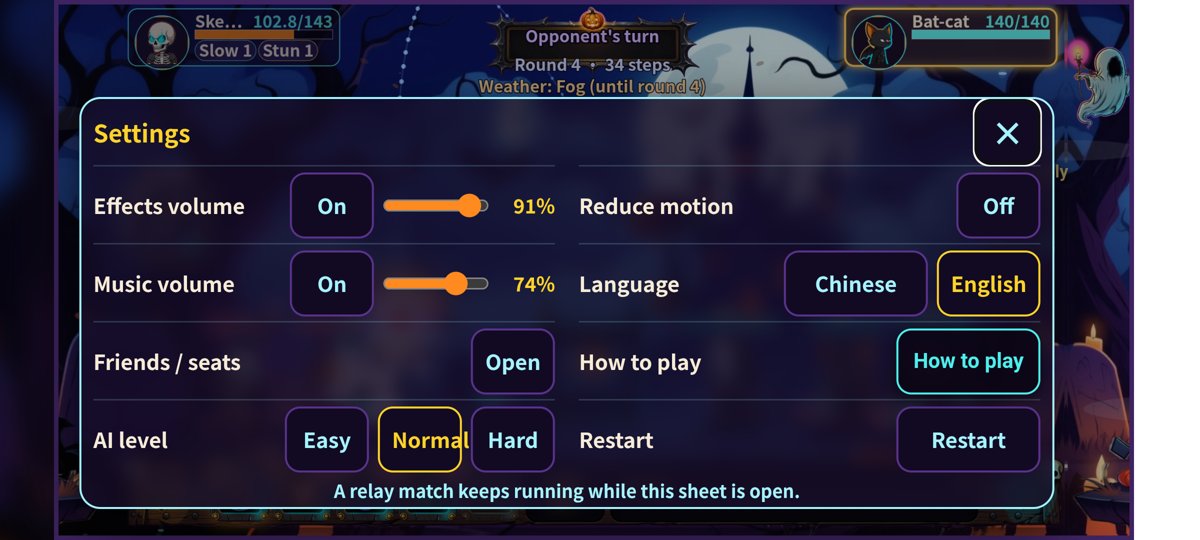 Ske... 102.8/143
Slow 1 Stun 1
Opponent's turn
Round 4 • 34 steps
Weather: Fog (until round 4)
Bat-cat 140/140
Settings
Effects volume On 91%
Reduce motion Off
Music volume On 74%
Language Chinese English
Friends / seats Open
How to play How to play
AI level Easy Normal Hard
Restart Restart
A relay match keeps running while this sheet is open.